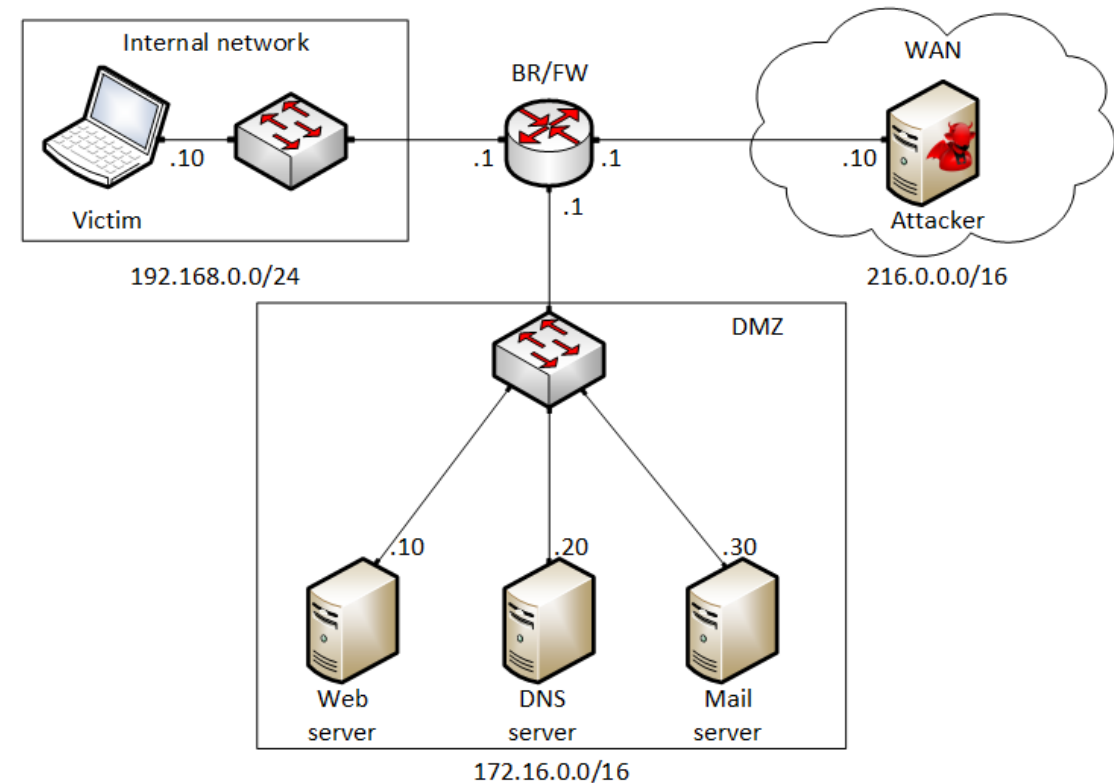 Internal network
WAN
BR/FW
.10
.1
.1
.10
.1
Victim
Attacker
192.168.0.0/24
216.0.0.0/16
DMZ
.10
.20
.30
Web
server
DNS
server
Mail
server
172.16.0.0/16